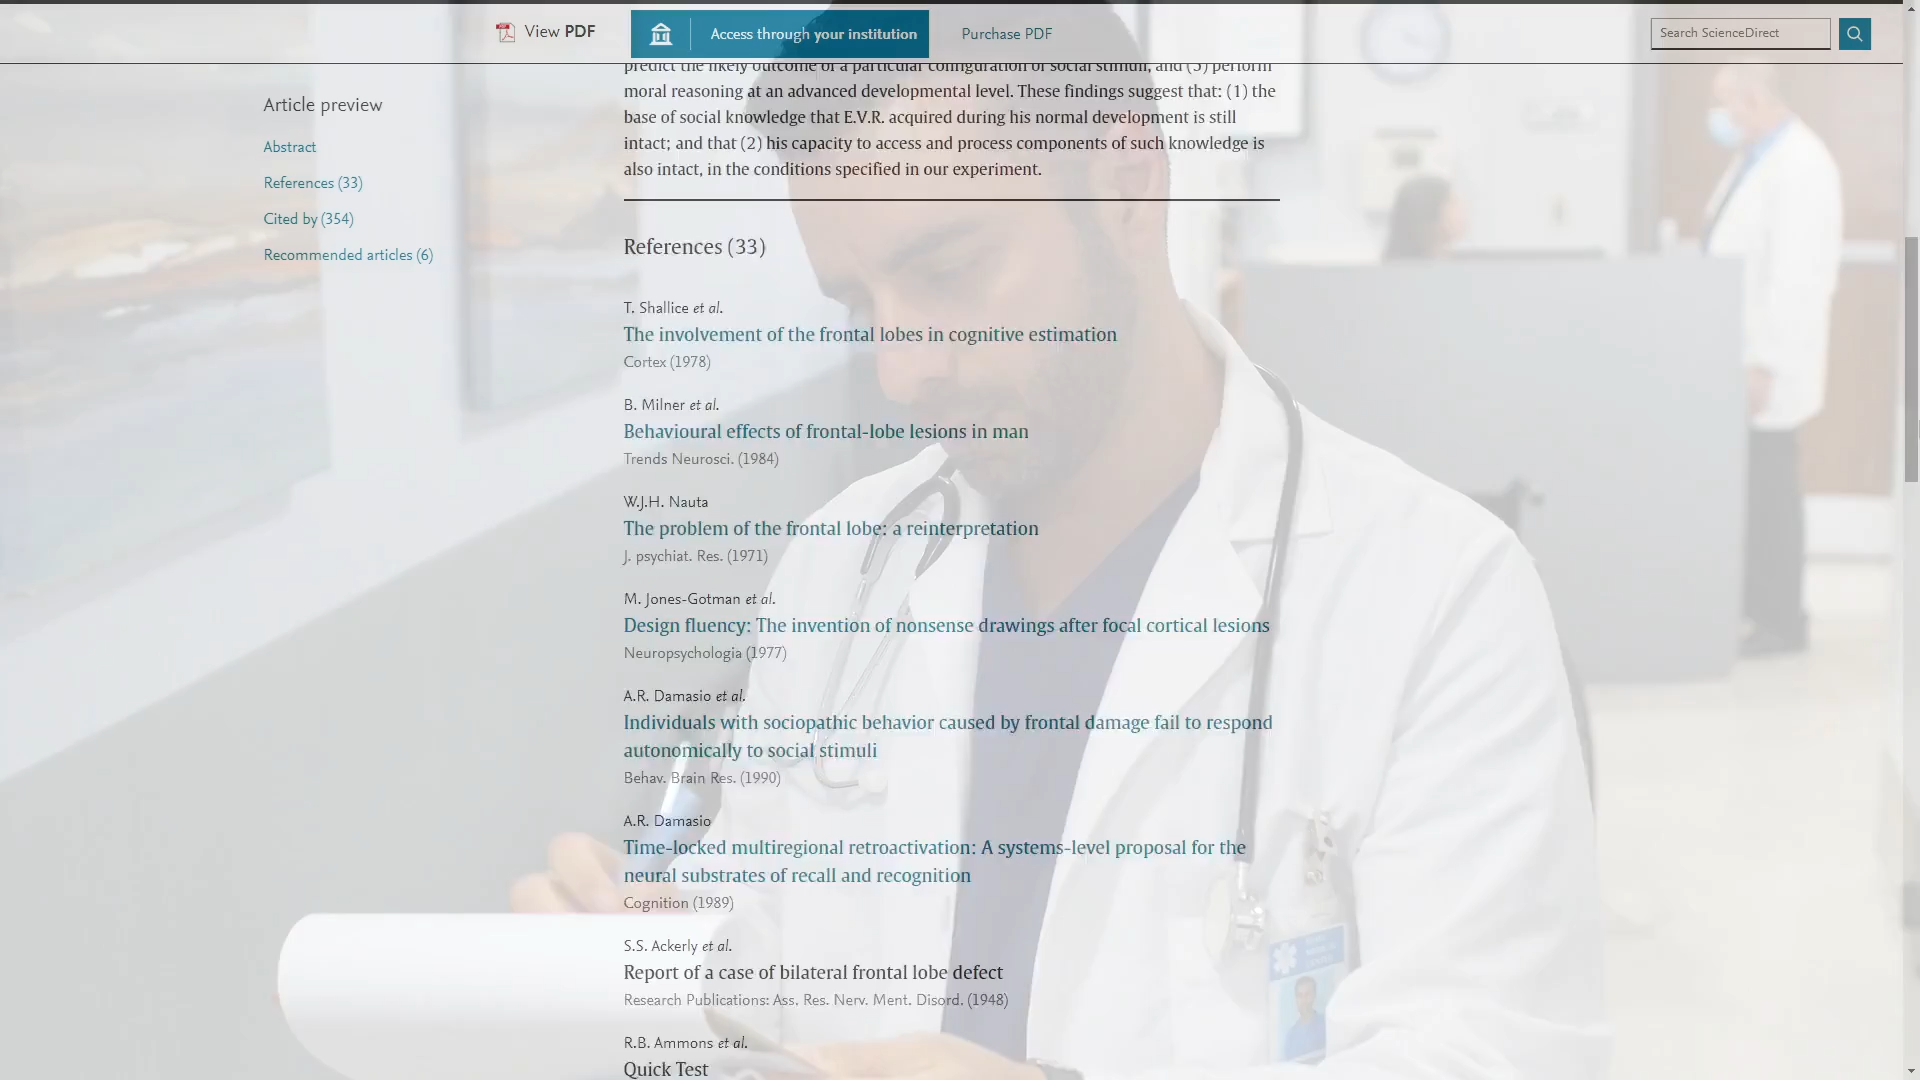 View PDF
Access through your institution
Purchase PDF
Search ScienceDirect
Article preview
Abstract
References (33)
Cited by (354)
Recommended articles (6)
predict the likely outcome of a particular configuration of social stimuli, and (5) perform
moral reasoning at an advanced developmental level. These findings suggest that: (1) the
base of social knowledge that E.V.R. acquired during his normal development is still
intact; and that (2) his capacity to access and process components of such knowledge is
also intact, in the conditions specified in our experiment.
References (33)
T. Shallice et al.
The involvement of the frontal lobes in cognitive estimation
Cortex (1978)
B. Milner et al.
Behavioural effects of frontal-lobe lesions in man
Trends Neurosci. (1984)
W.J.H. Nauta
The problem of the frontal lobe: a reinterpretation
J. psychiat. Res. (1971)
M. Jones-Gotman et al.
Design fluency: The invention of nonsense drawings after focal cortical lesions
Neuropsychologia (1977)
A.R. Damasio et al.
Individuals with sociopathic behavior caused by frontal damage fail to respond
autonomically to social stimuli
Behav. Brain Res. (1990)
A.R. Damasio
Time-locked multiregional retroactivation: A systems-level proposal for the
neural substrates of recall and recognition
Cognition (1989)
S.S. Ackerly et al.
Report of a case of bilateral frontal lobe defect
Research Publications: Ass. Res. Nerv. Ment. Disord. (1948)
R.B. Ammons et al.
Quick Test